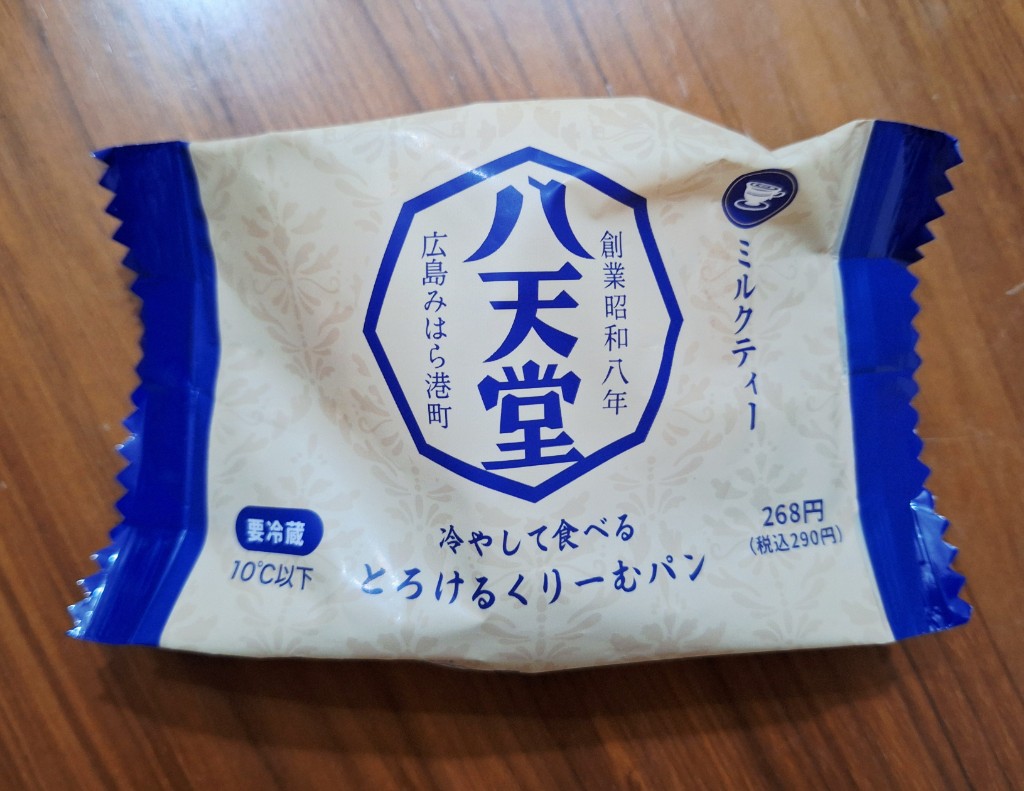 八天堂
創業昭和八年
広島みはら港町
ミルクティー
要冷蔵
10℃以下
冷やして食べる
とろけるくりーむパン
268円
(税込290円)